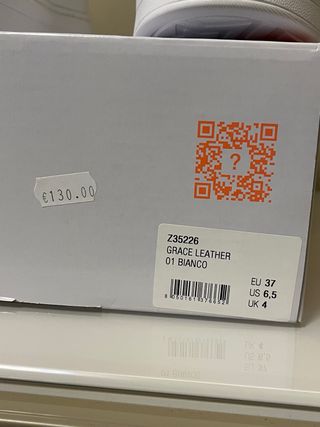 €130.00
?
Z35226
GRACE LEATHER
01 BIANCO
EU 37
US 6,5
UK 4